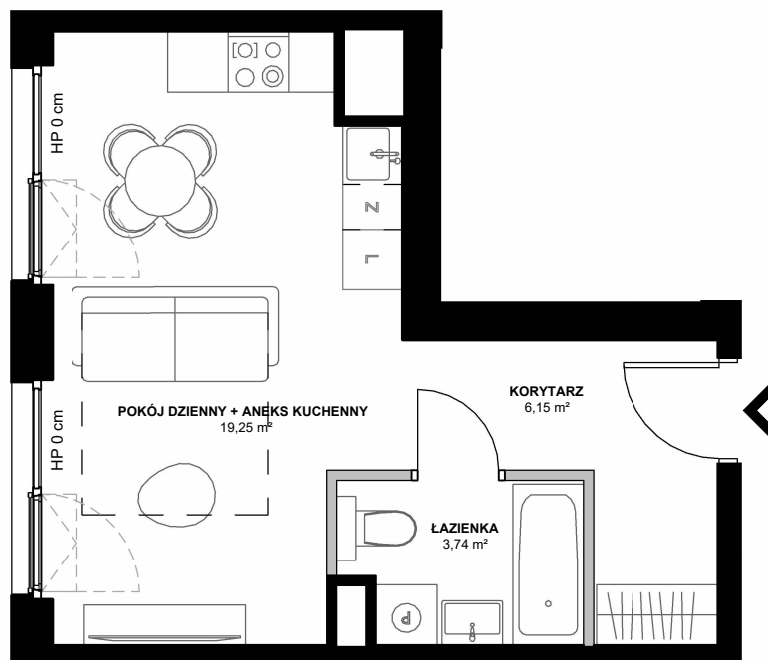 HP 0 cm
Z
L
POKÓJ DZIENNY + ANEKS KUCHENNY
19,25 m²
KORYTARZ
6,15 m²
HP 0 cm
ŁAZIENKA
3,74 m²
P